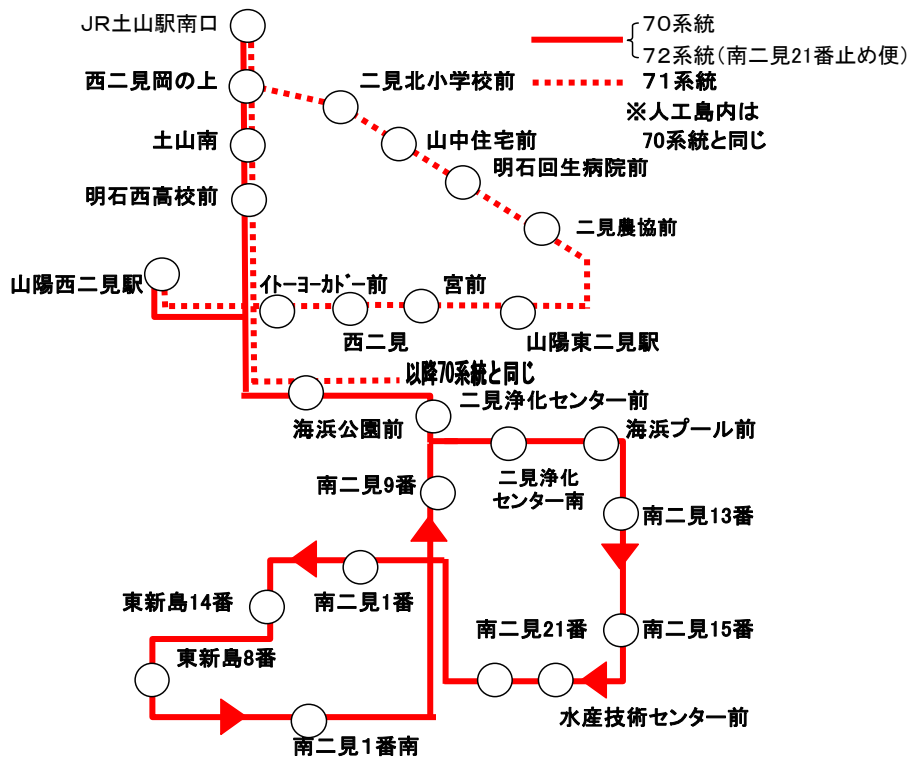 JR土山駅南口
70系統
72系統(南二見21番止め便)
71系統
※人工島内は
70系統と同じ
西二見岡の上
二見北小学校前
土山南
山中住宅前
明石回生病院前
明石西高校前
二見農協前
山陽西二見駅
イトーヨーカドー前
宮前
西二見
山陽東二見駅
以降70系統と同じ
海浜公園前
二見浄化センター前
海浜プール前
二見浄化
センター南
南二見9番
南二見13番
東新島14番
南二見1番
南二見21番
南二見15番
東新島8番
水産技術センター前
南二見1番南